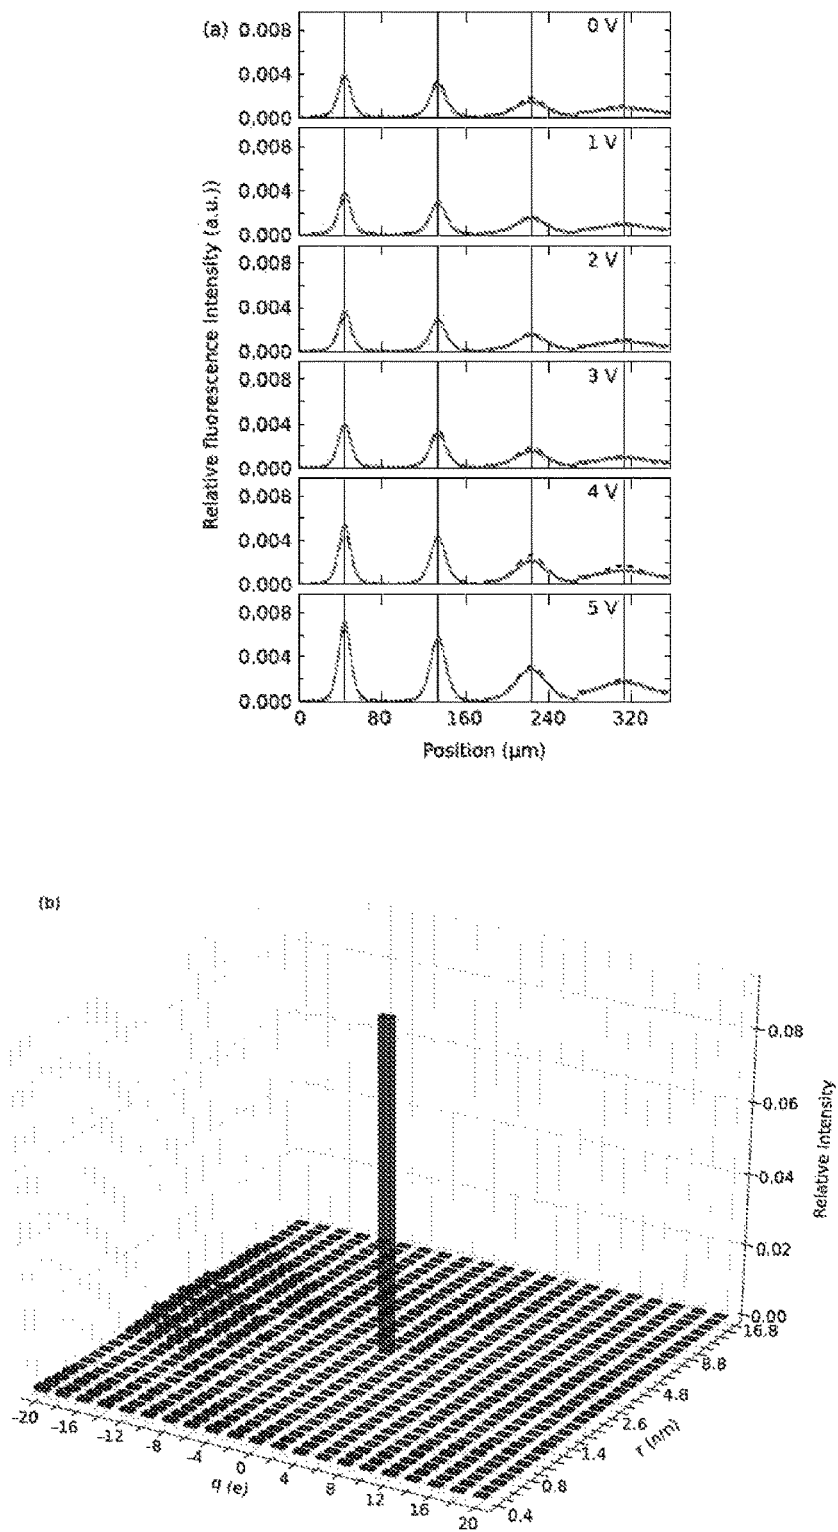 (a)
0.008
0.004
0.000
0 V
0.008
0.004
0.000
1 V
0.008
0.004
0.000
2 V
0.008
0.004
0.000
3 V
0.008
0.004
0.000
4 V
0.008
0.004
0.000
5 V
Relative fluorescence intensity (a.u.))
0 80 160 240 320
Position (µm)
(b)
0.08
0.06
0.04
0.02
0.00
Relative intensity
16.8
8.8
4.8
2.6
1.4
0.8
0.4
r (nm)
-20 -16 -12 -8 -4 0 4 8 12 16 20
q (e)